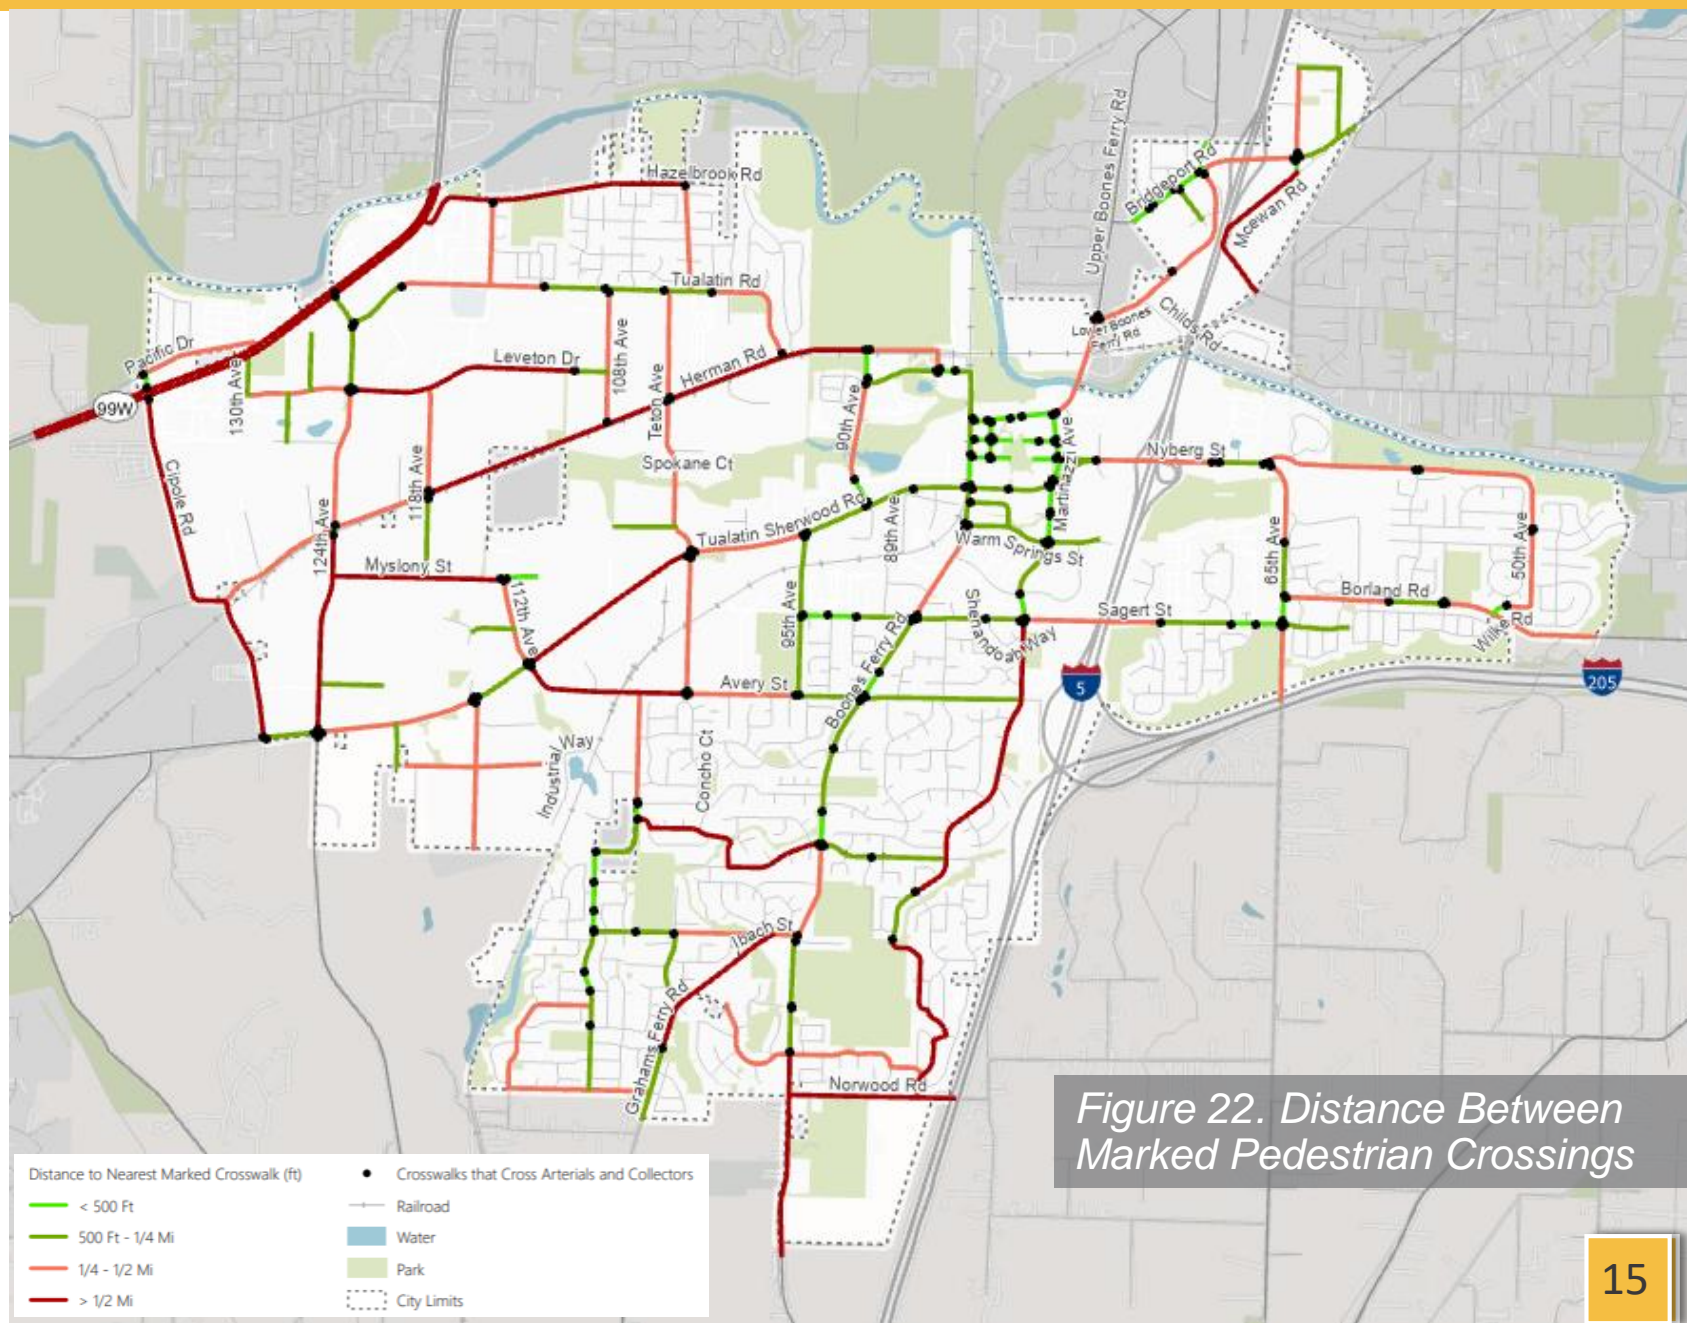 Hazelbrook Rd
Upper Boones Ferry Rd
Bridgeport Rd
Mcewan Rd
Tualatin Rd
Pacific Dr
Leveton Dr
108th Ave
Herman Rd
Lower Boones
Ferry Rd
Childs Rd
99W
130th Ave
Teton Ave
90th Ave
Martinazzi Ave
Nyberg St
Spokane Ct
Cipole Rd
118th Ave
124th Ave
Tualatin Sherwood Rd
89th Ave
Warm Springs St
65th Ave
50th Ave
Myslony St
112th Ave
95th Ave
Borland Rd
Shenandoah Way
Sagert St
Wilke Rd
Boones Ferry Rd
Avery St
5
205
Industrial Way
Concho Ct
Ibach St
Grahams Ferry Rd
Norwood Rd
Figure 22. Distance Between
Marked Pedestrian Crossings
Distance to Nearest Marked Crosswalk (ft)
< 500 Ft
500 Ft - 1/4 Mi
1/4 - 1/2 Mi
> 1/2 Mi
Crosswalks that Cross Arterials and Collectors
Railroad
Water
Park
City Limits
15